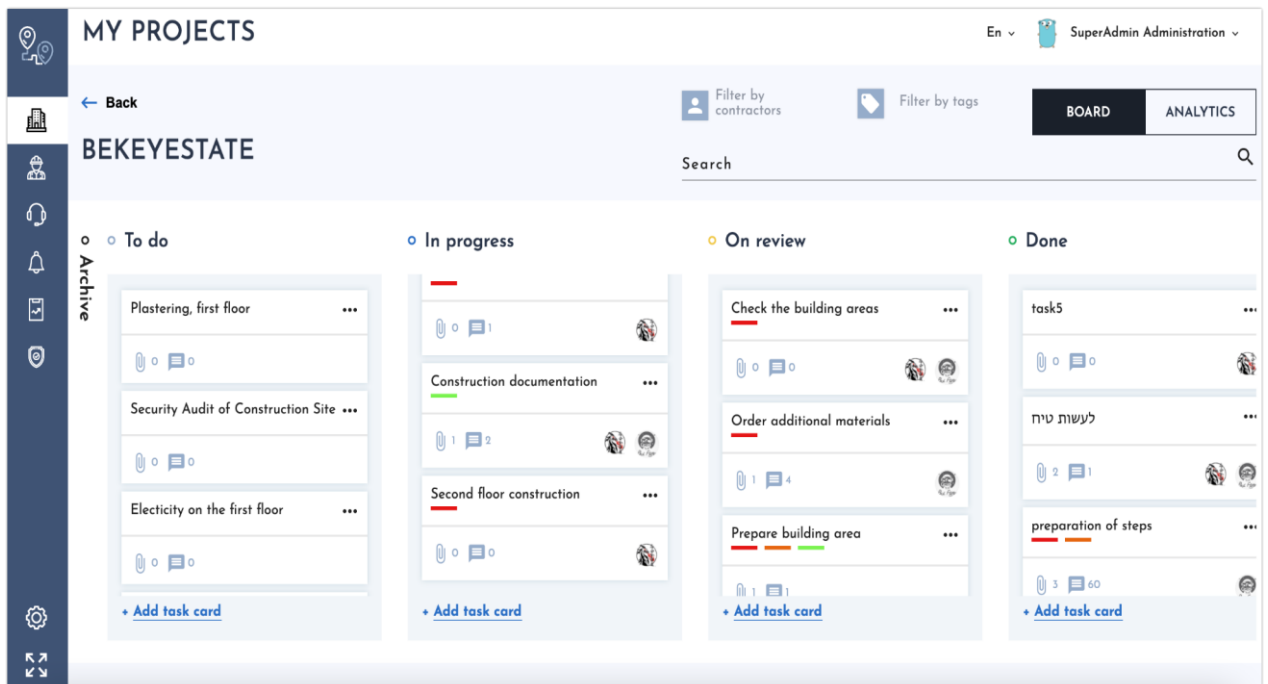 MY PROJECTS
En
SuperAdmin Administration
Back
Filter by
contractors
Filter by tags
BOARD
ANALYTICS
BEKEYESTATE
Search
Archive
To do
Plastering, first floor
0 0
Security Audit of Construction Site
0 0
Electicity on the first floor
0 0
+ Add task card
In progress
0 1
Construction documentation
1 2
Second floor construction
0 0
+ Add task card
On review
Check the building areas
0 0
Order additional materials
1 4
Prepare building area
1 1
+ Add task card
Done
task5
0 0
לעשות טיח
2 1
preparation of steps
3 60
+ Add task card